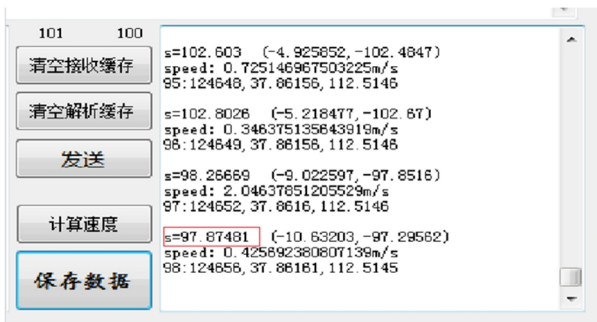 101 100
清空接收缓存
清空解析缓存
发送
计算速度
保存数据
s=102.603 (-4.925852,-102.4847)
speed: 0.725146967503225m/s
95:124648,37.86156,112.5146
s=102.8026 (-5.218477,-102.67)
speed: 0.346375135643919m/s
96:124649,37.86156,112.5146
s=98.26669 (-9.022597,-97.8516)
speed: 2.04637851205529m/s
97:124652,37.8616,112.5146
s=97.87481 (-10.63203,-97.29562)
speed: 0.425692380807139m/s
98:124656,37.86161,112.5145